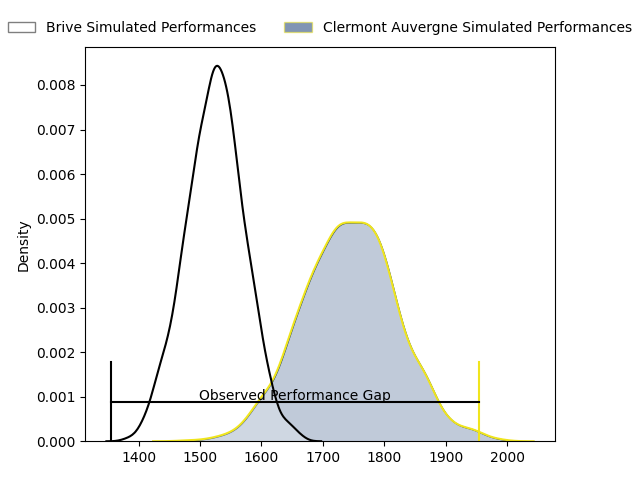 Brive Simulated Performances
Clermont Auvergne Simulated Performances
Density
0.008
0.007
0.006
0.005
0.004
0.003
0.002
0.001
0.000
Observed Performance Gap
1400 1500 1600 1700 1800 1900 2000